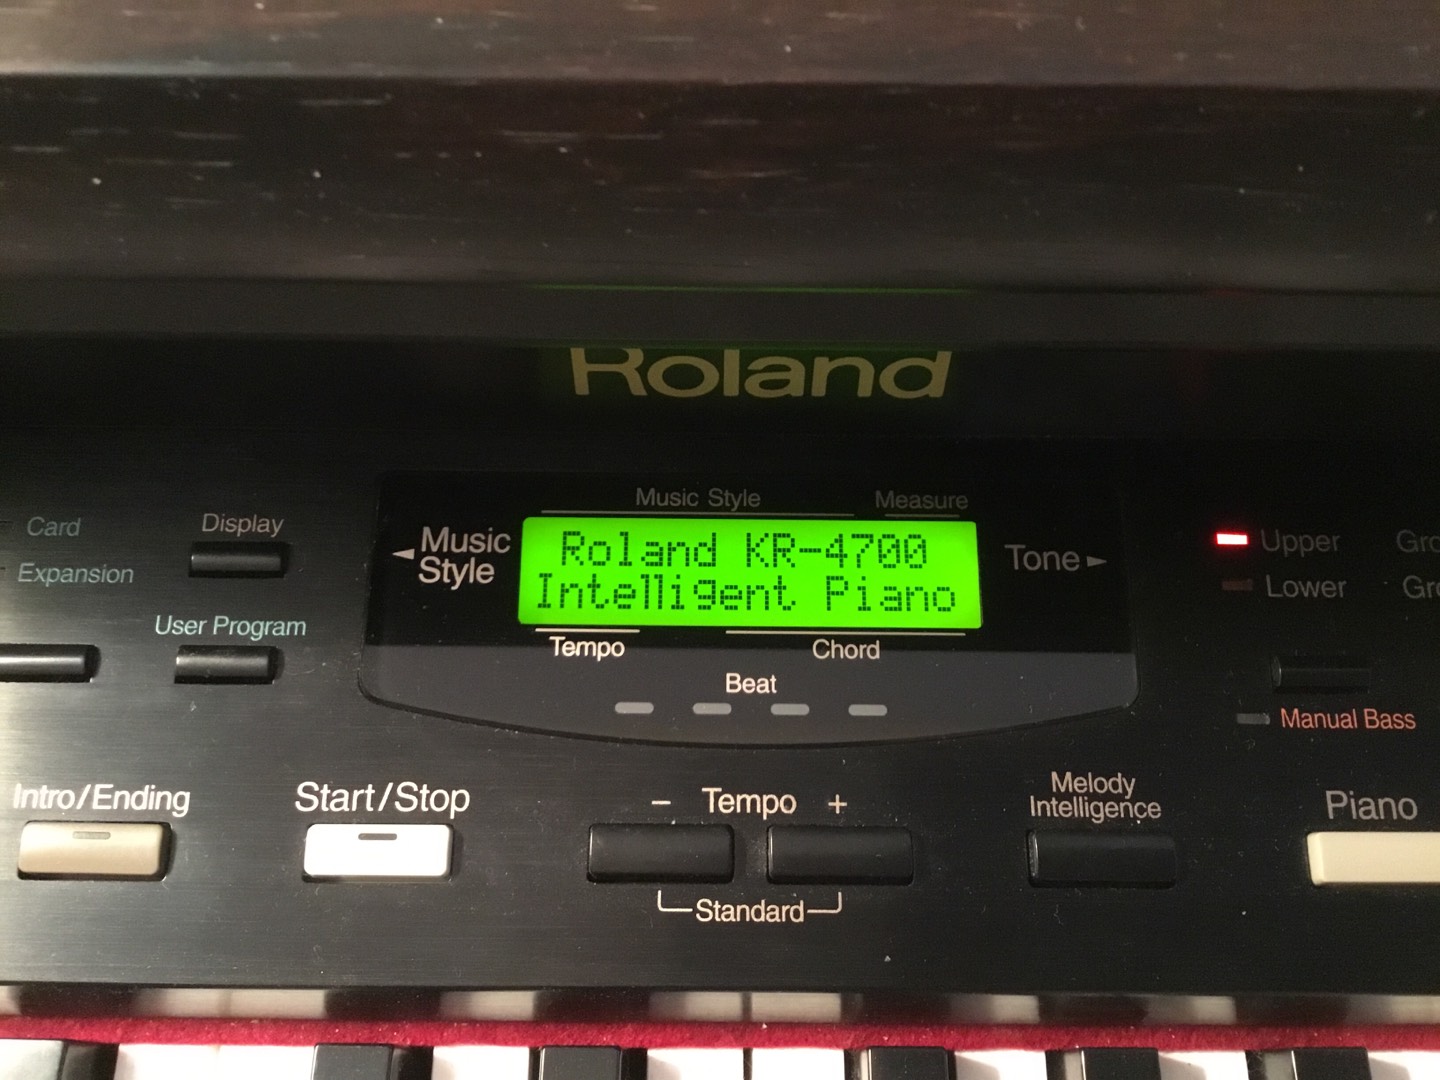 Roland
Music Style
Measure
Card
Display
◄ Music
Style
Roland KR-4700
Intelligent Piano
Tone ►
Upper
Expansion
Lower
User Program
Tempo
Chord
Beat
Manual Bass
Intro/Ending
Start/Stop
– Tempo +
Melody
Intelligence
Piano
Standard